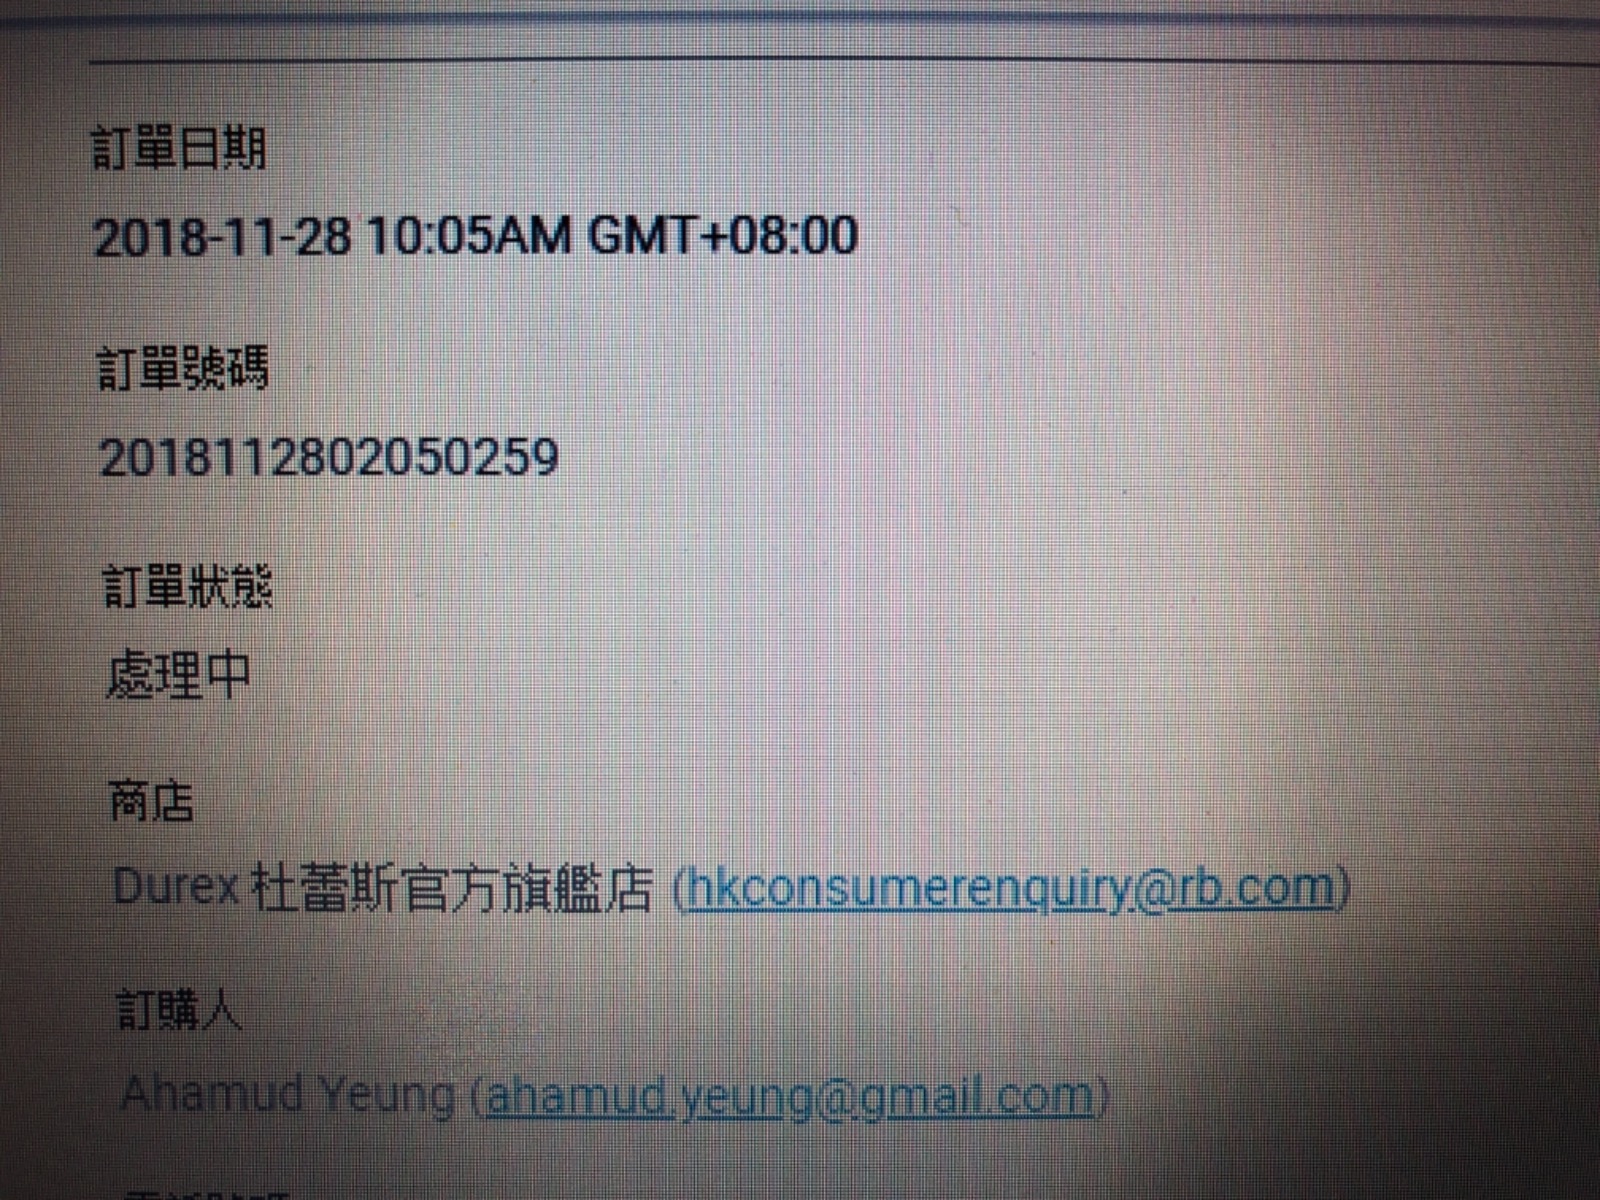 訂單日期
2018-11-28 10:05AM GMT+08:00
訂單號碼
2018112802050259
訂單狀態
處理中
商店
Durex 杜蕾斯官方旗艦店 (hkconsumerenquiry@rb.com)
訂購人
Ahamud Yeung (ahamud.yeung@gmail.com)